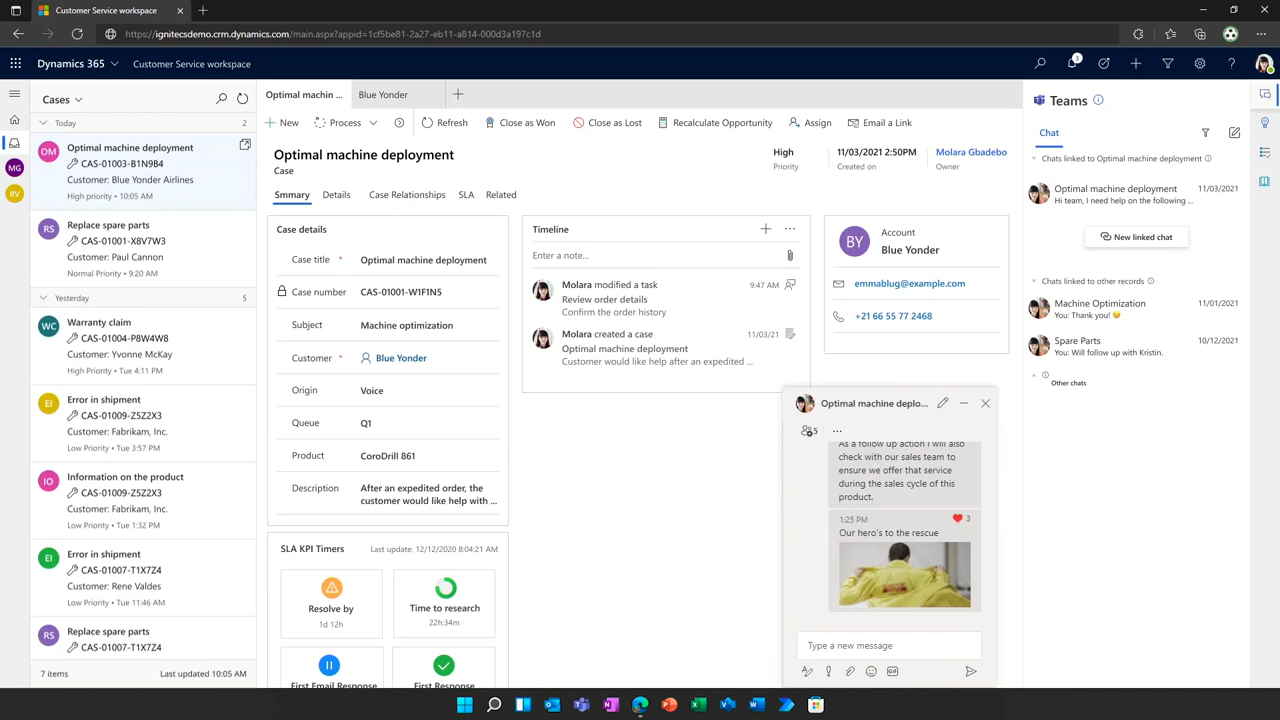 Customer Service workspace
https://ignitecsdemo.crm.dynamics.com/main.aspx?appid=1cf5be81-2a27-eb11-a814-000d3a197c1d
Dynamics 365
Customer Service workspace
3
Cases
Today
2
OM
Optimal machine deployment
CAS-01003-B1N9B4
Customer: Blue Yonder Airlines
High priority • 10:05 AM
MG
RV
RS
Replace spare parts
CAS-01001-X8V7W3
Customer: Paul Cannon
Normal Priority • 9:20 AM
Yesterday
5
WC
Warranty claim
CAS-01004-P8W4W8
Customer: Yvonne McKay
High Priority • Tue 4:11 PM
EI
Error in shipment
CAS-01009-Z5Z2X3
Customer: Fabrikam, Inc.
Low Priority • Tue 3:57 PM
IO
Information on the product
CAS-01009-Z5Z2X3
Customer: Fabrikam, Inc.
Low Priority • Tue 1:32 PM
EI
Error in shipment
CAS-01007-T1X7Z4
Customer: Rene Valdes
Low Priority • Tue 11:46 AM
RS
Replace spare parts
CAS-01007-T1X7Z4
7 items
Last updated 10:05 AM
Optimal machin ...
Blue Yonder
New
Process
Refresh
Close as Won
Close as Lost
Recalculate Opportunity
Assign
Email a Link
Optimal machine deployment
Case
High
Priority
11/03/2021 2:50PM
Created on
Molara Gbadebo
Owner
Smmary
Details
Case Relationships
SLA
Related
Case details
Case title *
Optimal machine deployment
Case number
CAS-01001-W1F1N5
Subject
Machine optimization
Customer *
Blue Yonder
Origin
Voice
Queue
Q1
Product
CoroDrill 861
Description
After an expedited order, the
customer would like help with ...
SLA KPI Timers
Last update: 12/12/2020 8:04:21 AM
Resolve by
1d 12h
Time to research
22h:34m
First Email Response
First Response
Timeline
Enter a note...
Molara modified a task
9:47 AM
Review order details
Confirm the order history
Molara created a case
11/03/21
Optimal machine deployment
Customer would like help after an expedited ...
BY
Account
Blue Yonder
emmablug@example.com
+21 66 55 77 2468
Optimal machine deplo...
5
As a follow up action I will also
check with our sales team to
ensure we offer that service
during the sales cycle of this
product.
1:25 PM
3
Our hero's to the rescue
Type a new message
Teams
Chat
Chats linked to Optimal machine deployment
Optimal machine deployment
11/03/2021
Hi team, I need help on the following ...
New linked chat
Chats linked to other records
Machine Optimization
11/01/2021
You: Thank you! 😉
Spare Parts
10/12/2021
You: Will follow up with Kristin.
Other chats